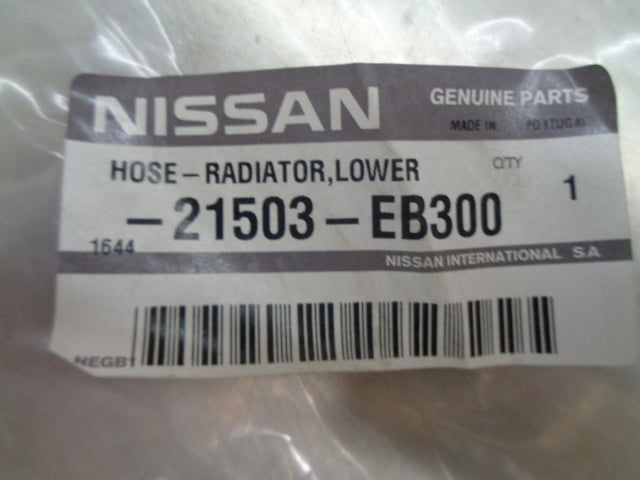 NISSAN GENUINE PARTS
MADE IN PORTUGAL
HOSE-RADIATOR,LOWER QTY
-21503-EB300 1
1644
NISSAN INTERNATIONAL S.A
NEGB1